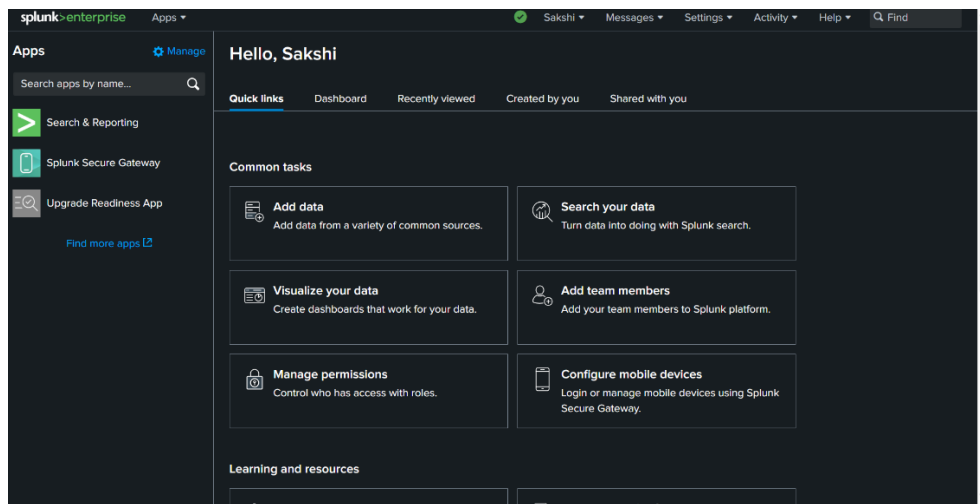 splunk>enterprise Apps ▾ Sakshi ▾ Messages ▾ Settings ▾ Activity ▾ Help ▾ Find
Apps Manage
Search apps by name...
Search & Reporting
Splunk Secure Gateway
Upgrade Readiness App
Find more apps
Hello, Sakshi
Quick links Dashboard Recently viewed Created by you Shared with you
Common tasks
Add data
Add data from a variety of common sources.
Search your data
Turn data into doing with Splunk search.
Visualize your data
Create dashboards that work for your data.
Add team members
Add your team members to Splunk platform.
Manage permissions
Control who has access with roles.
Configure mobile devices
Login or manage mobile devices using Splunk
Secure Gateway.
Learning and resources